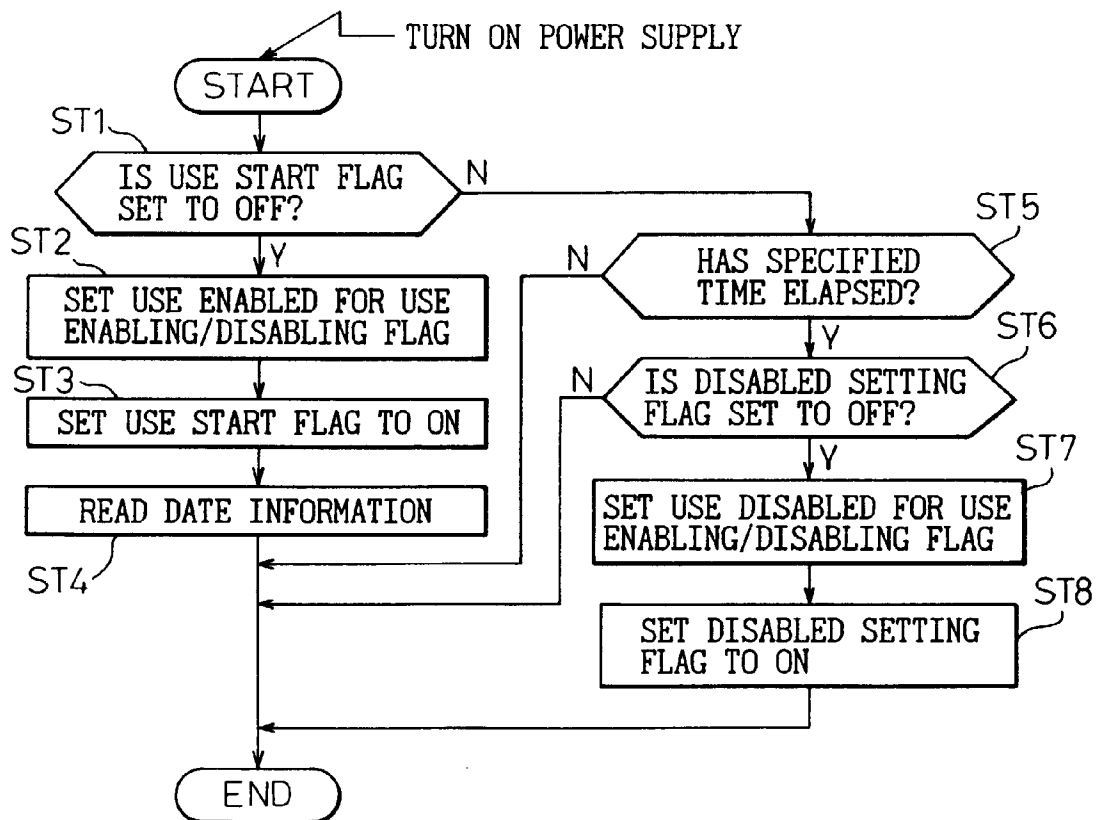 TURN ON POWER SUPPLY
START
ST1
IS USE START FLAG
SET TO OFF?
N
Y
ST2
SET USE ENABLED FOR USE
ENABLING/DISABLING FLAG
ST3
SET USE START FLAG TO ON
READ DATE INFORMATION
ST4
ST5
HAS SPECIFIED
TIME ELAPSED?
N
Y
ST6
IS DISABLED SETTING
FLAG SET TO OFF?
N
Y
ST7
SET USE DISABLED FOR USE
ENABLING/DISABLING FLAG
ST8
SET DISABLED SETTING
FLAG TO ON
END